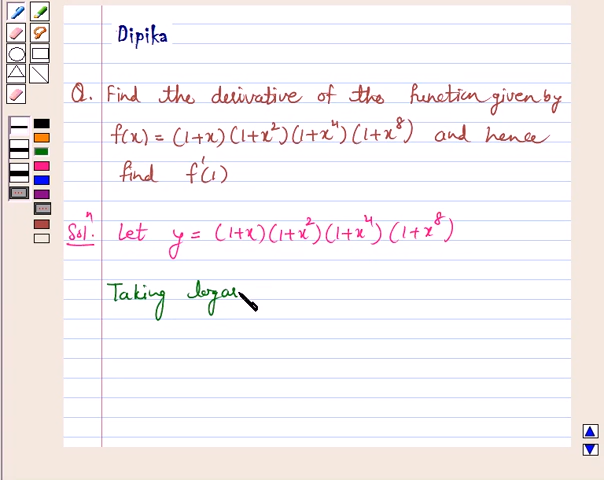 Dipika
Q. Find the derivative of the function given by
f(x) = (1+x)(1+x²)(1+x⁴)(1+x⁸) and hence
find f'(1)
Solⁿ. Let y = (1+x)(1+x²)(1+x⁴)(1+x⁸)
Taking logar